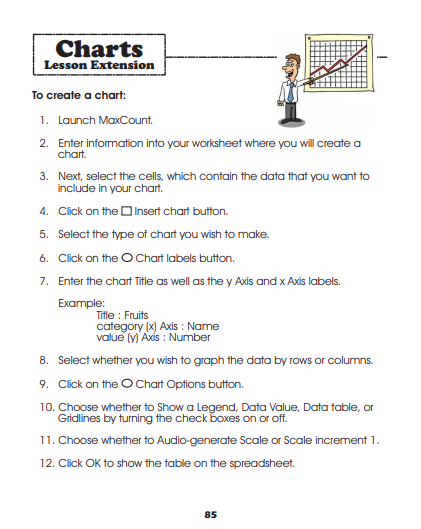 Charts
Lesson Extension
To create a chart:
1. Launch MaxCount.
2. Enter information into your worksheet where you will create a
chart.
3. Next, select the cells, which contain the data that you want to
include in your chart.
4. Click on the □ Insert chart button.
5. Select the type of chart you wish to make.
6. Click on the ○ Chart labels button.
7. Enter the chart Title as well as the y Axis and x Axis labels.
Example:
Title : Fruits
category (x) Axis : Name
value (y) Axis : Number
8. Select whether you wish to graph the data by rows or columns.
9. Click on the ○ Chart Options button.
10. Choose whether to Show a Legend, Data Value, Data table, or
Gridlines by turning the check boxes on or off.
11. Choose whether to Audio-generate Scale or Scale increment 1.
12. Click OK to show the table on the spreadsheet.
85